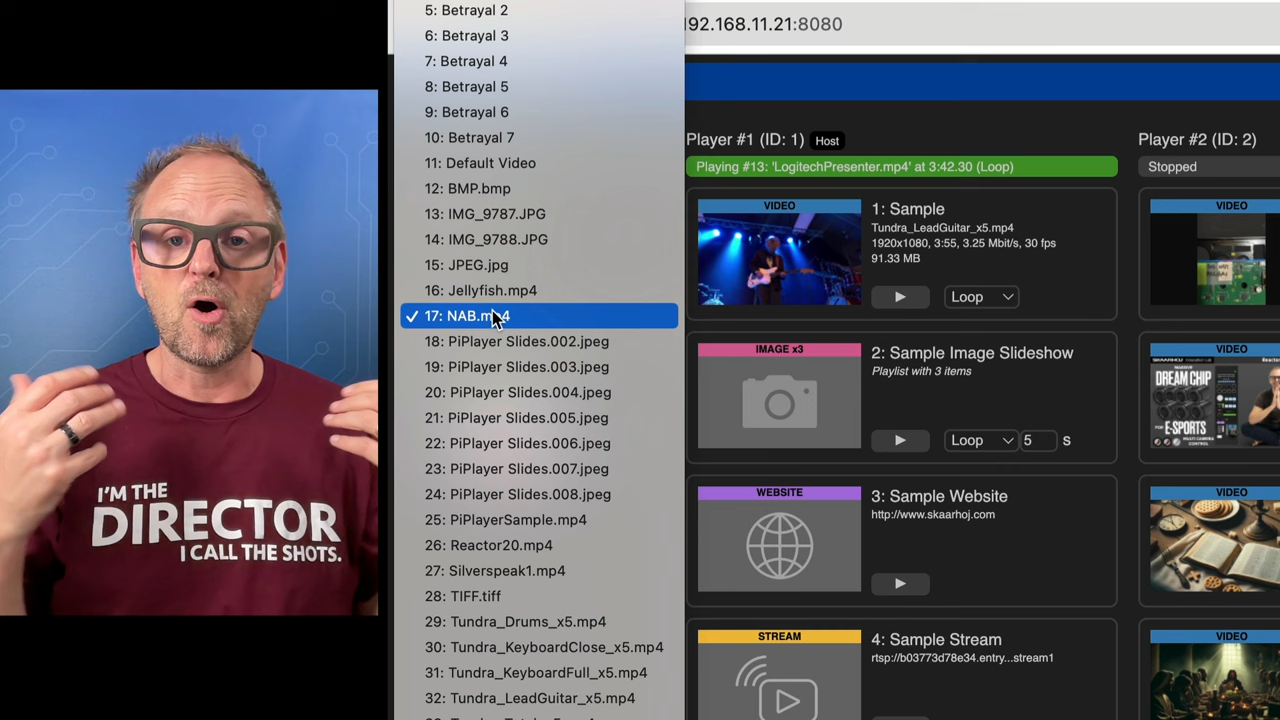 I'M THE
DIRECTOR
I CALL THE SHOTS.
5: Betrayal 2
6: Betrayal 3
7: Betrayal 4
8: Betrayal 5
9: Betrayal 6
10: Betrayal 7
11: Default Video
12: BMP.bmp
13: IMG_9787.JPG
14: IMG_9788.JPG
15: JPEG.jpg
16: Jellyfish.mp4
✓ 17: NAB.mp4
18: PiPlayer Slides.002.jpeg
19: PiPlayer Slides.003.jpeg
20: PiPlayer Slides.004.jpeg
21: PiPlayer Slides.005.jpeg
22: PiPlayer Slides.006.jpeg
23: PiPlayer Slides.007.jpeg
24: PiPlayer Slides.008.jpeg
25: PiPlayerSample.mp4
26: Reactor20.mp4
27: Silverspeak1.mp4
28: TIFF.tiff
29: Tundra_Drums_x5.mp4
30: Tundra_KeyboardClose_x5.mp4
31: Tundra_KeyboardFull_x5.mp4
32: Tundra_LeadGuitar_x5.mp4
192.168.11.21:8080
Player #1 (ID: 1) Host
Playing #13: 'LogitechPresenter.mp4' at 3:42.30 (Loop)
VIDEO
1: Sample
Tundra_LeadGuitar_x5.mp4
1920x1080, 3:55, 3.25 Mbit/s, 30 fps
91.33 MB
Loop
IMAGE x3
2: Sample Image Slideshow
Playlist with 3 items
Loop 5 s
WEBSITE
3: Sample Website
http://www.skaarhoj.com
STREAM
4: Sample Stream
rtsp://b03773d78e34.entry...stream1
Player #2 (ID: 2)
Stopped
VIDEO
VIDEO
SKAARHOJ
DREAM CHIP
FOR E-SPORTS
MULTI CAMERA
CONTROL
VIDEO
VIDEO